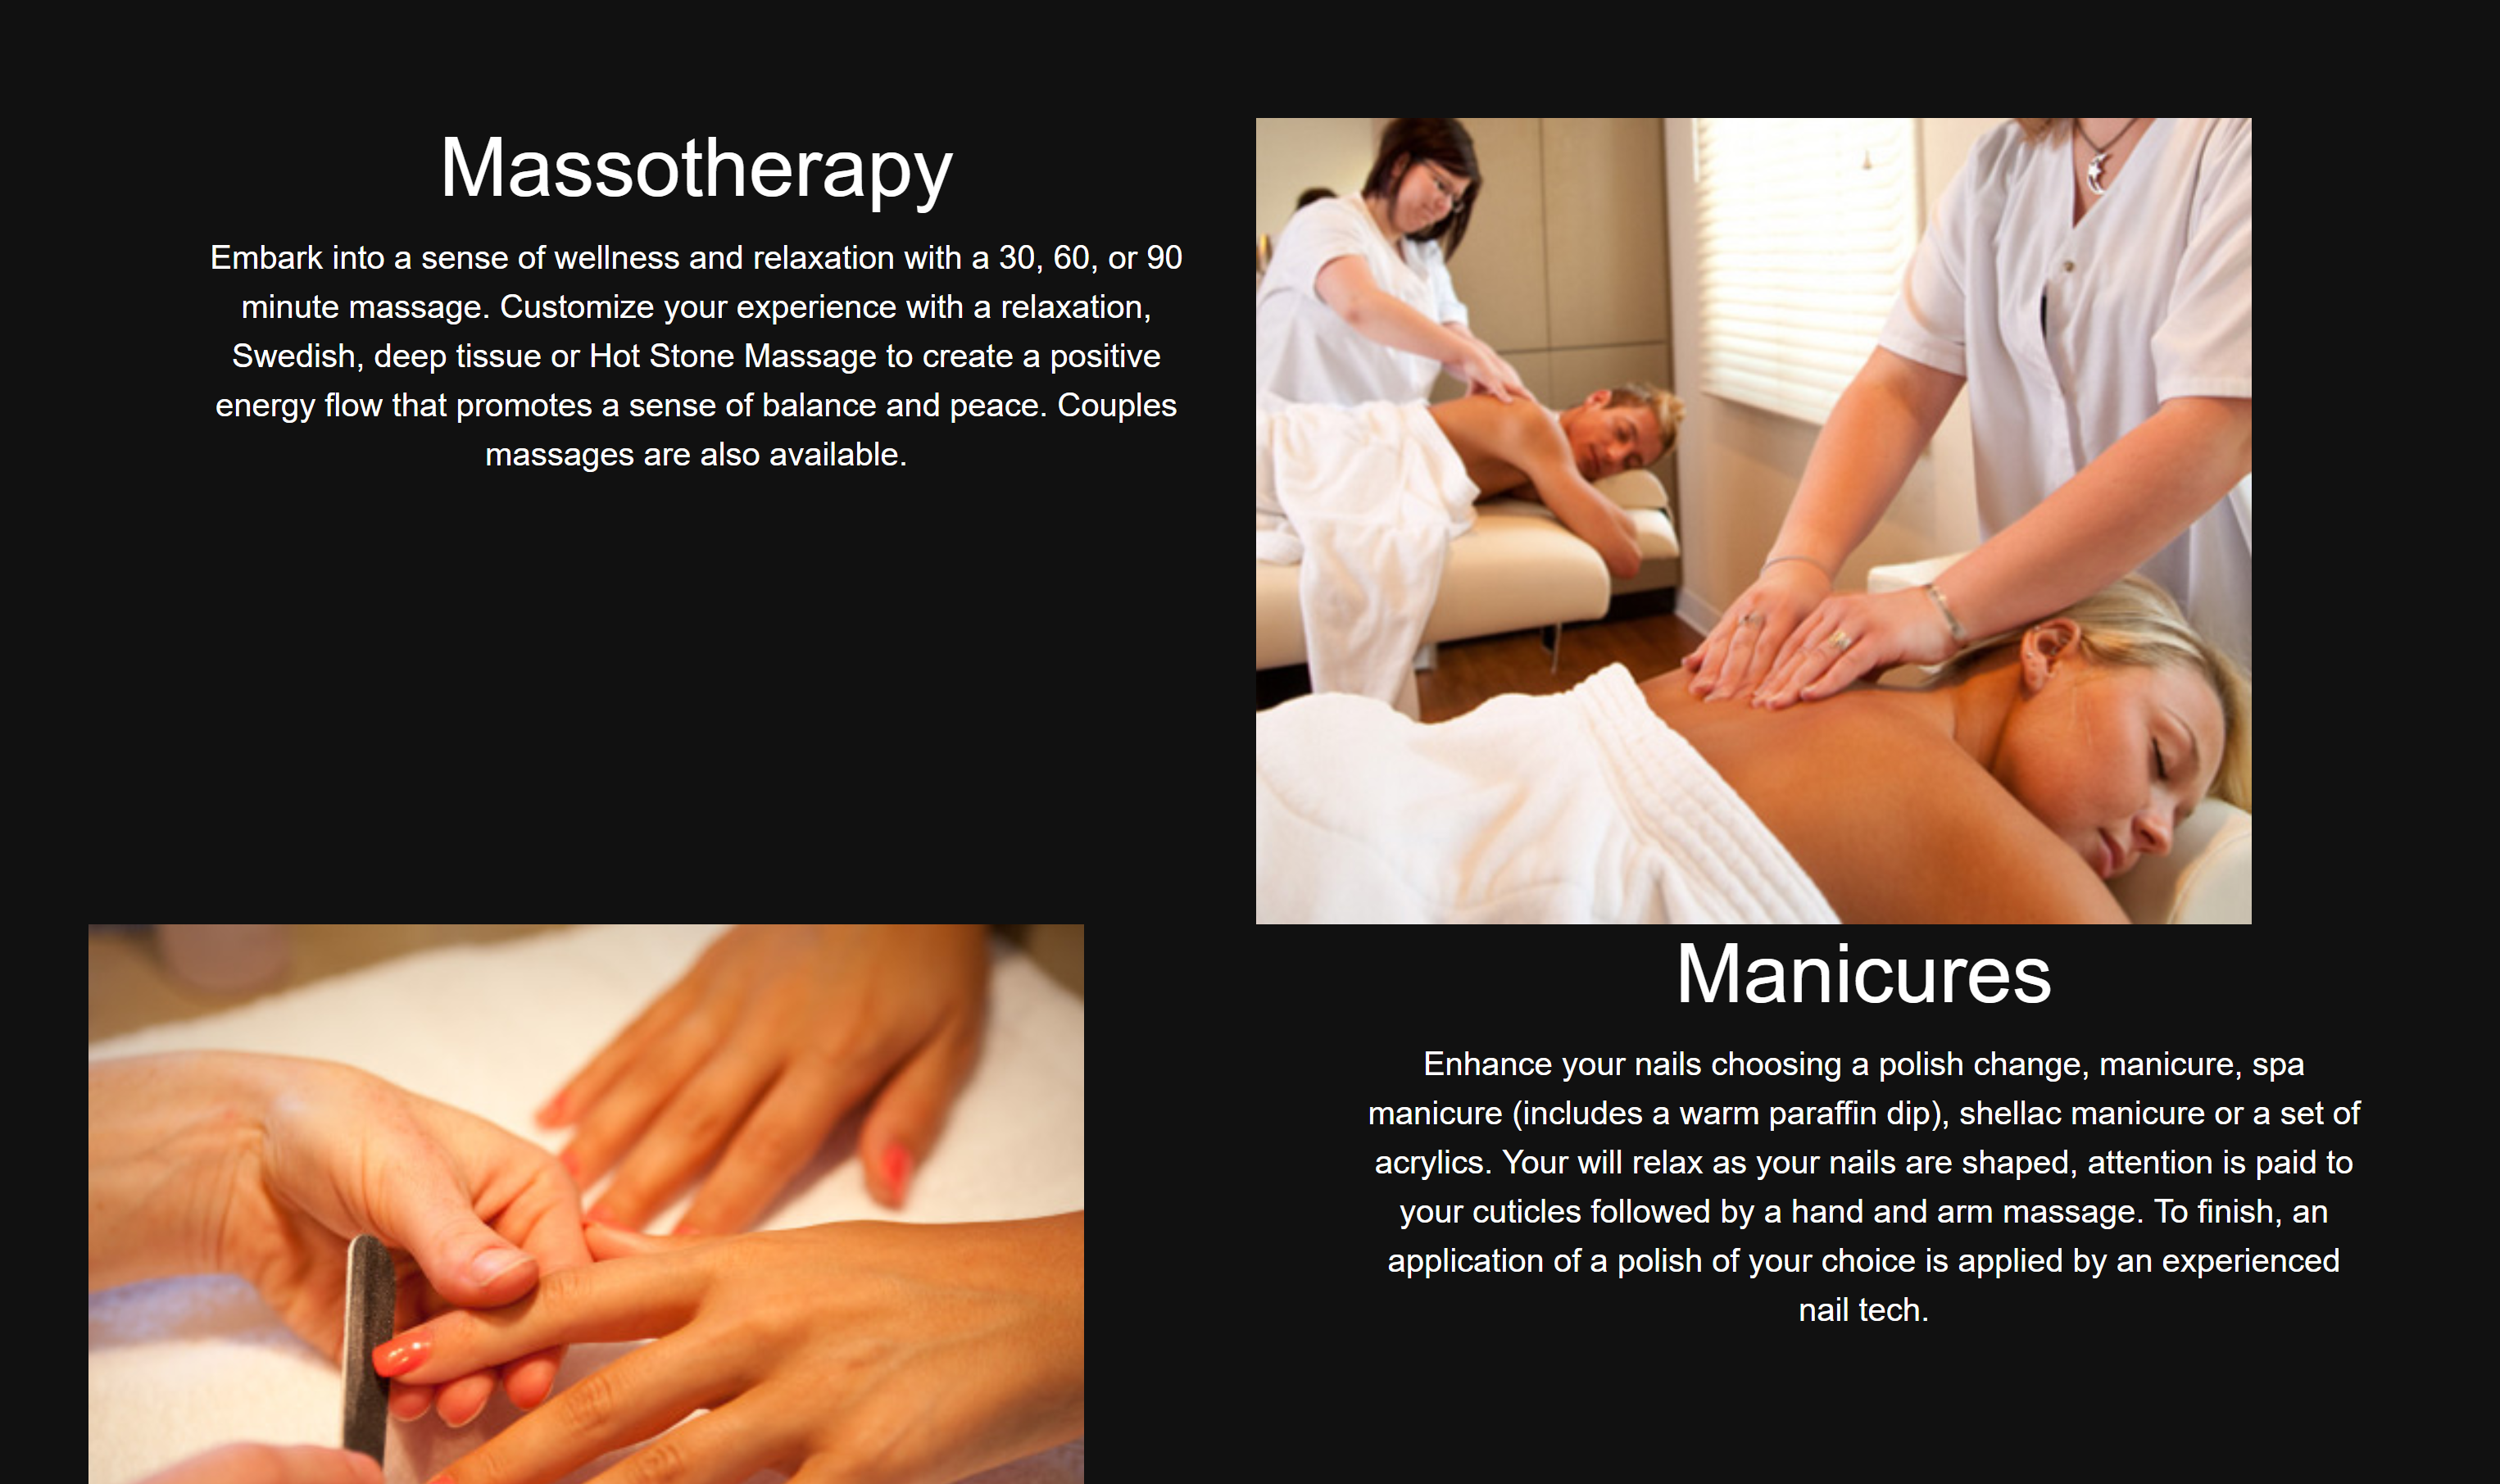 Massotherapy
Embark into a sense of wellness and relaxation with a 30, 60, or 90
minute massage. Customize your experience with a relaxation,
Swedish, deep tissue or Hot Stone Massage to create a positive
energy flow that promotes a sense of balance and peace. Couples
massages are also available.
Manicures
Enhance your nails choosing a polish change, manicure, spa
manicure (includes a warm paraffin dip), shellac manicure or a set of
acrylics. Your will relax as your nails are shaped, attention is paid to
your cuticles followed by a hand and arm massage. To finish, an
application of a polish of your choice is applied by an experienced
nail tech.